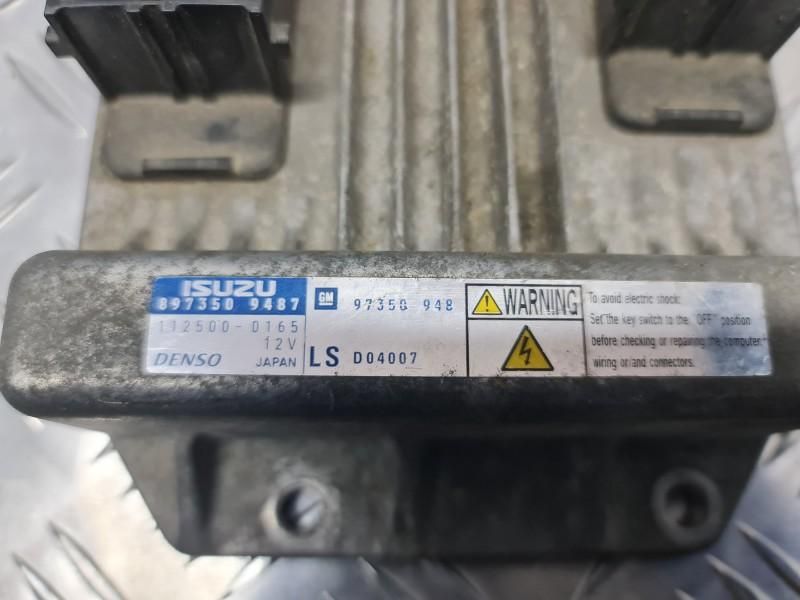 ISUZU
897350 9487
112500-0165
12V
DENSO JAPAN
GM 97350 948
LS D04007
WARNING
To avoid electric shock:
Set the key switch to the "OFF" position
before checking or repairing the computer
wiring or/and connectors.